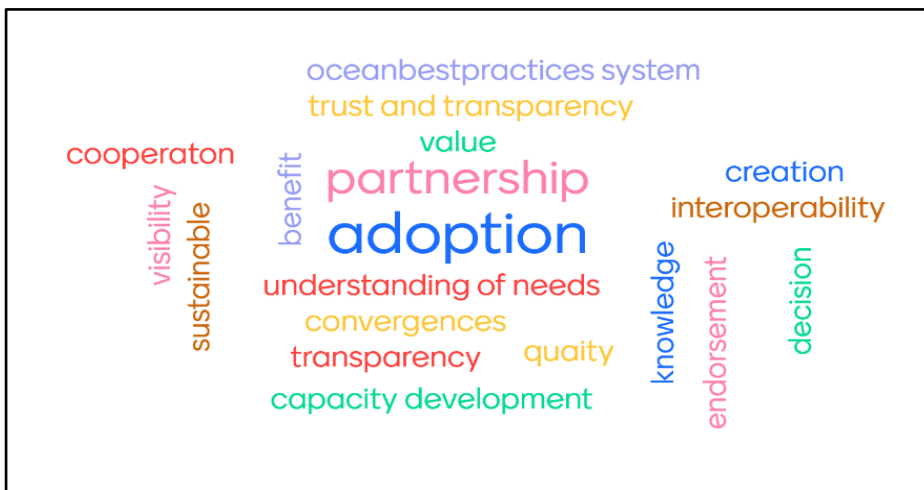 oceanbestpractices system
trust and transparency
value
cooperaton
partnership
benefit
creation
visibility
sustainable
interoperability
adoption
understanding of needs
knowledge
endorsement
decision
convergences
transparency
quaity
capacity development